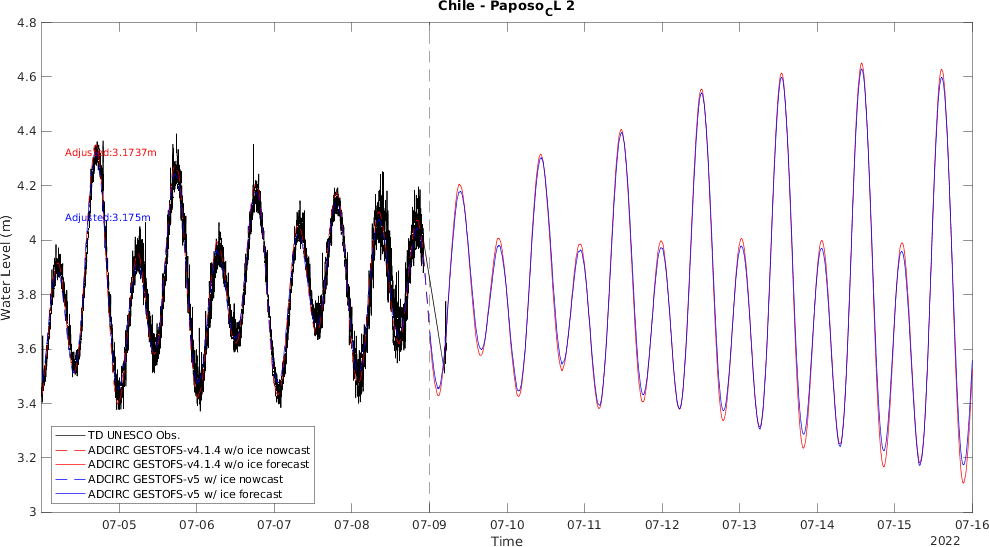 Chile - Paposo_CL 2
4.8
4.6
4.4
4.2
4
3.8
3.6
3.4
3.2
3
Water Level (m)
Adjusted:3.1737m
Adjusted:3.175m
TD UNESCO Obs.
ADCIRC GESTOFS-v4.1.4 w/o ice nowcast
ADCIRC GESTOFS-v4.1.4 w/o ice forecast
ADCIRC GESTOFS-v5 w/ ice nowcast
ADCIRC GESTOFS-v5 w/ ice forecast
07-05 07-06 07-07 07-08 07-09 07-10 07-11 07-12 07-13 07-14 07-15 07-16
Time
2022